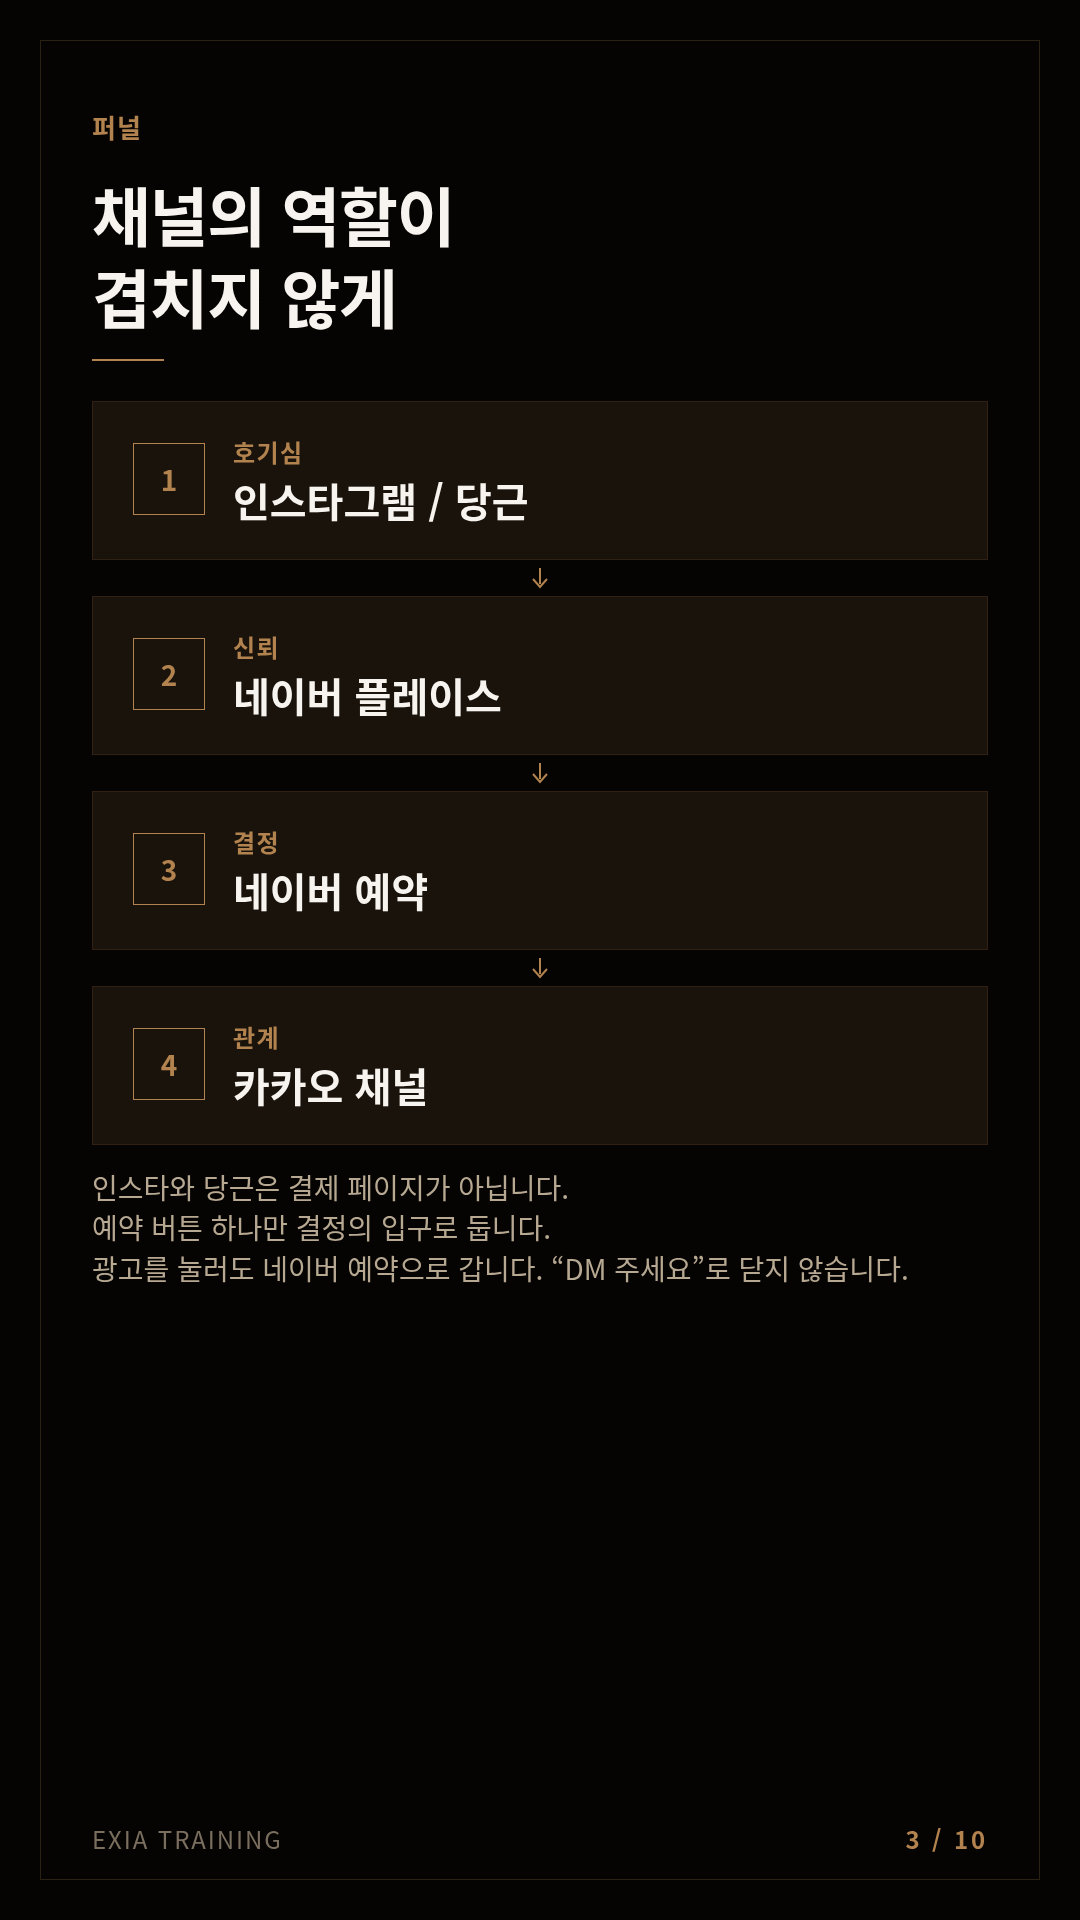 퍼널
채널의 역할이
겹치지 않게
1
호기심
인스타그램 / 당근
↓
2
신뢰
네이버 플레이스
↓
3
결정
네이버 예약
↓
4
관계
카카오 채널
인스타와 당근은 결제 페이지가 아닙니다.
예약 버튼 하나만 결정의 입구로 둡니다.
광고를 눌러도 네이버 예약으로 갑니다. “DM 주세요”로 닫지 않습니다.
EXIA TRAINING
3 / 10